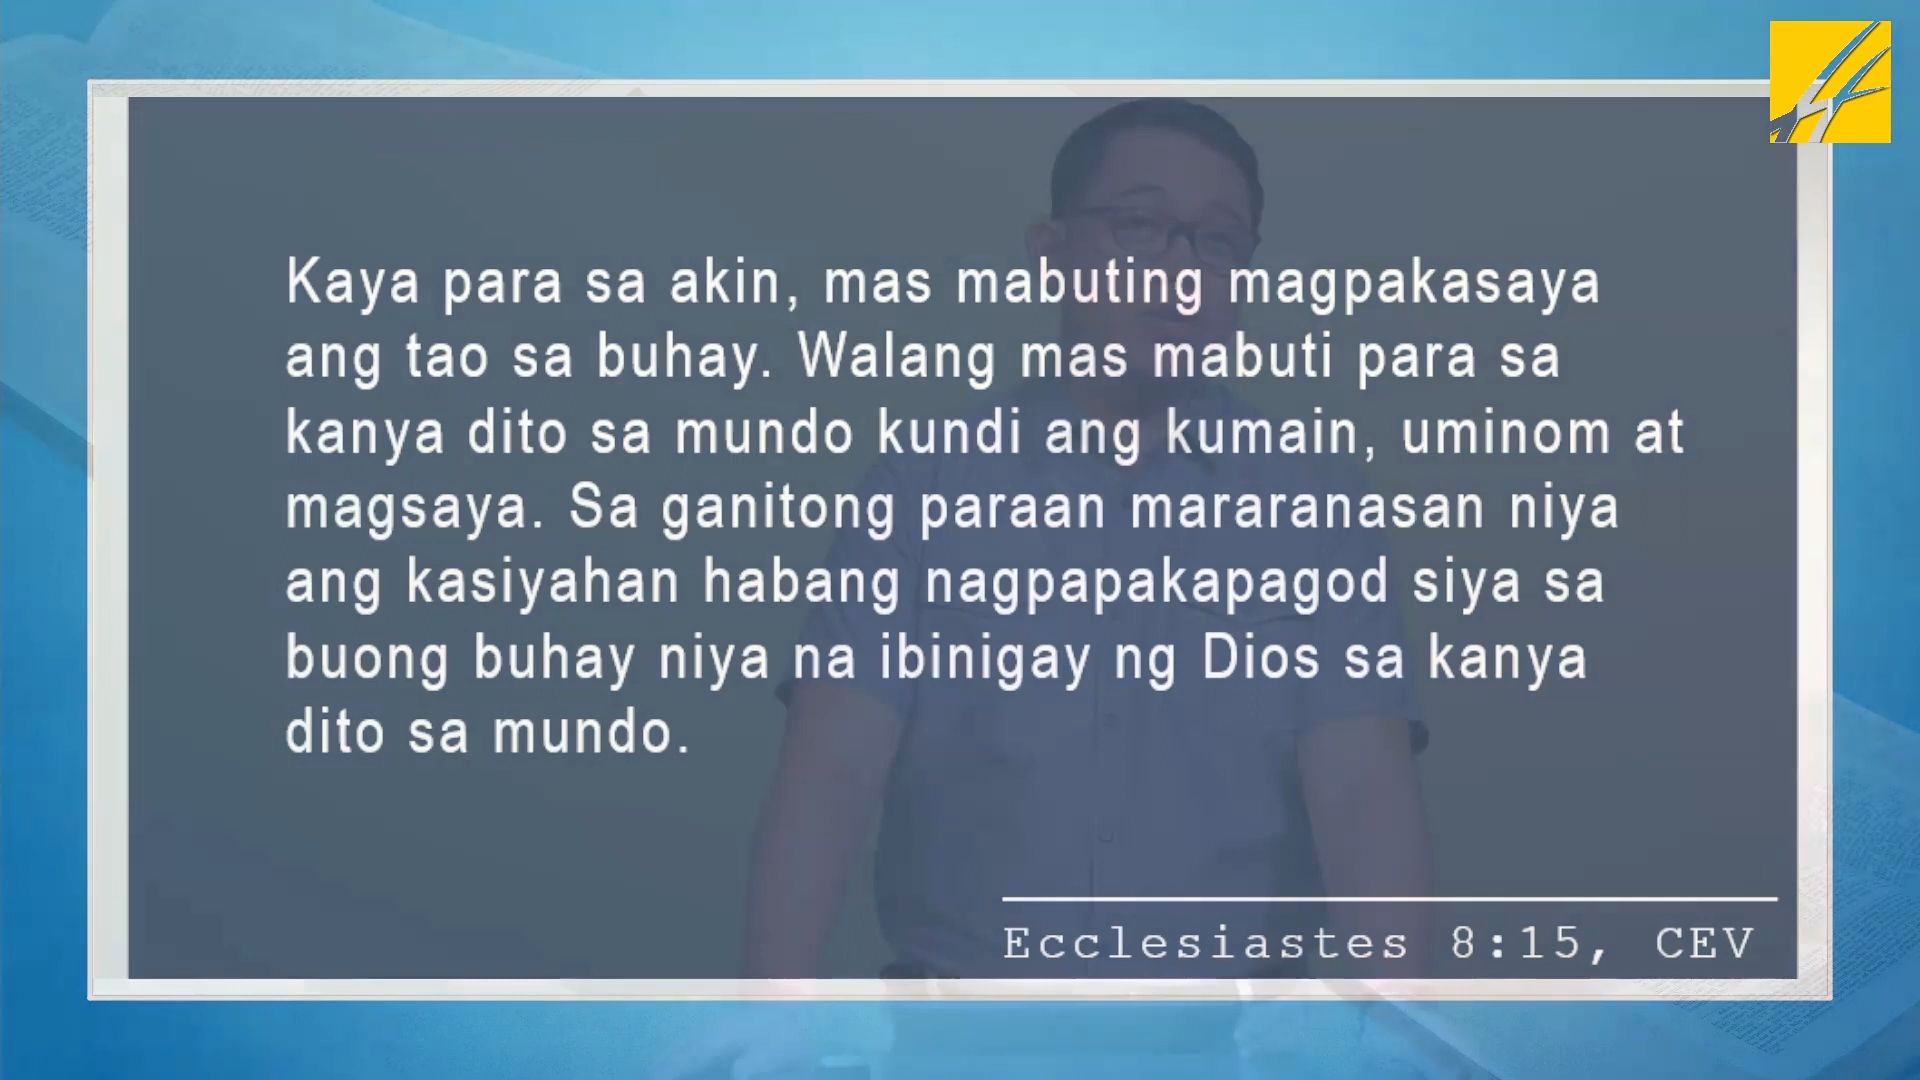 Kaya para sa akin, mas mabuting magpakasaya
ang tao sa buhay. Walang mas mabuti para sa
kanya dito sa mundo kundi ang kumain, uminom at
magsaya. Sa ganitong paraan mararanasan niya
ang kasiyahan habang nagpapakapagod siya sa
buong buhay niya na ibinigay ng Dios sa kanya
dito sa mundo.
Ecclesiastes 8:15, CEV